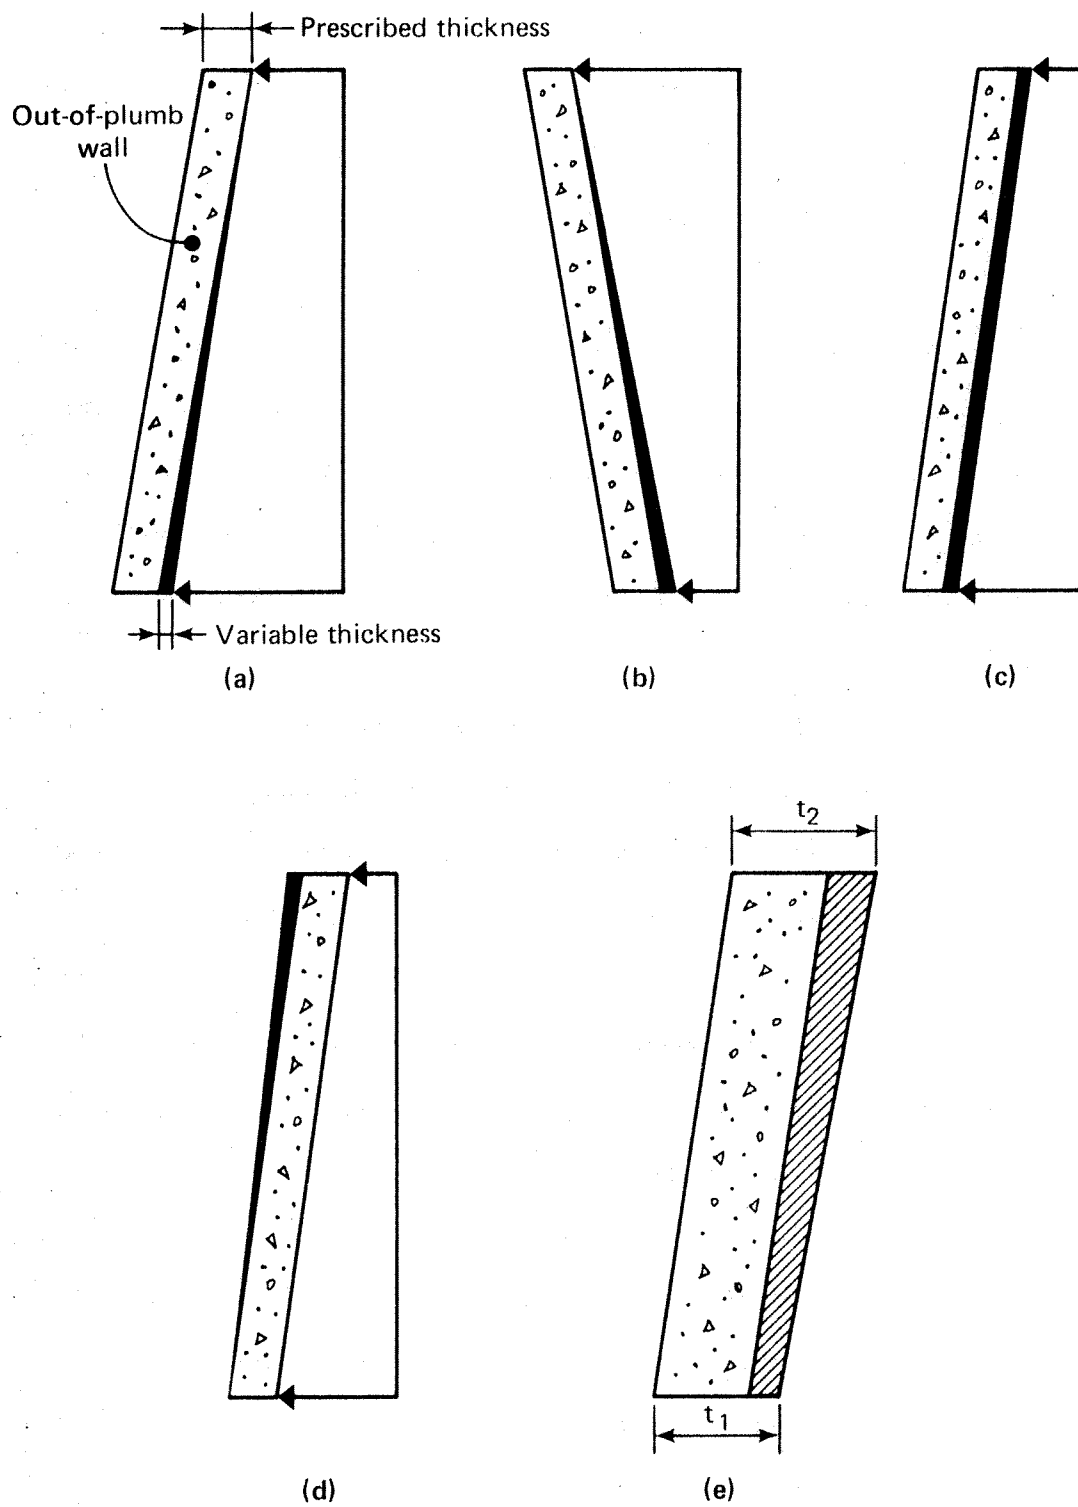 Prescribed thickness
Out-of-plumb
wall
Variable thickness
(a)
(b)
(c)
t2
t1
(d)
(e)